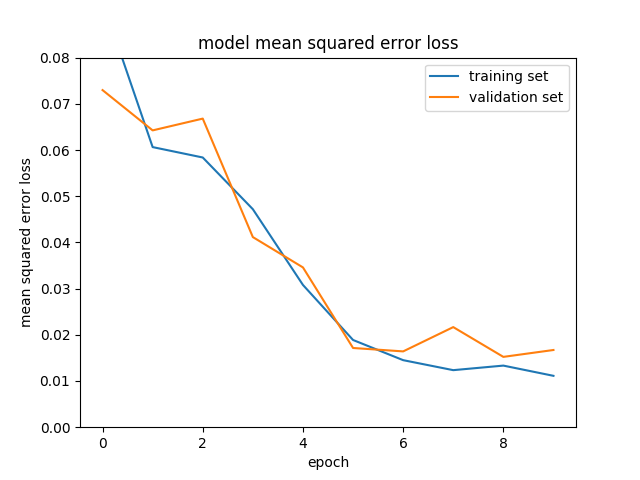 model mean squared error loss
training set
validation set
0.08
0.07
0.06
0.05
0.04
0.03
0.02
0.01
0.00
mean squared error loss
0 2 4 6 8
epoch